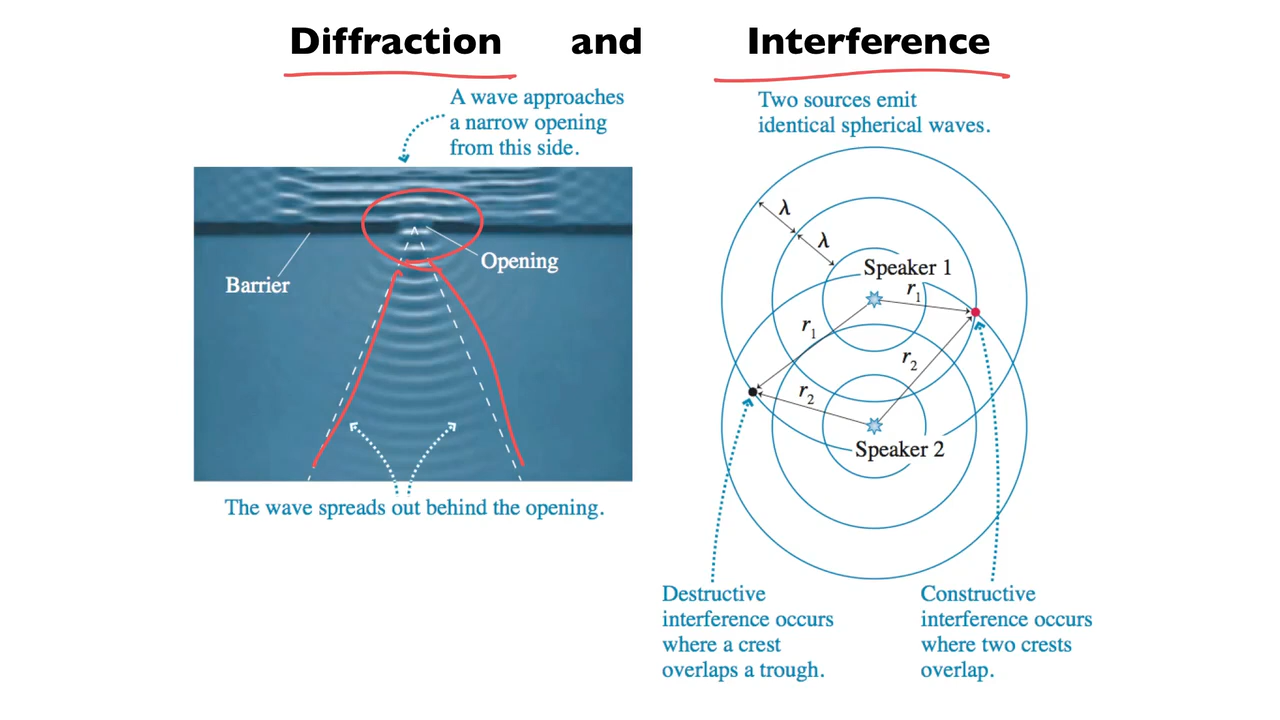 Diffraction and Interference
A wave approaches
a narrow opening
from this side.
Barrier
Opening
The wave spreads out behind the opening.
Two sources emit
identical spherical waves.
λ
λ
Speaker 1
r1
r1
r2
r2
Speaker 2
Destructive
interference occurs
where a crest
overlaps a trough.
Constructive
interference occurs
where two crests
overlap.